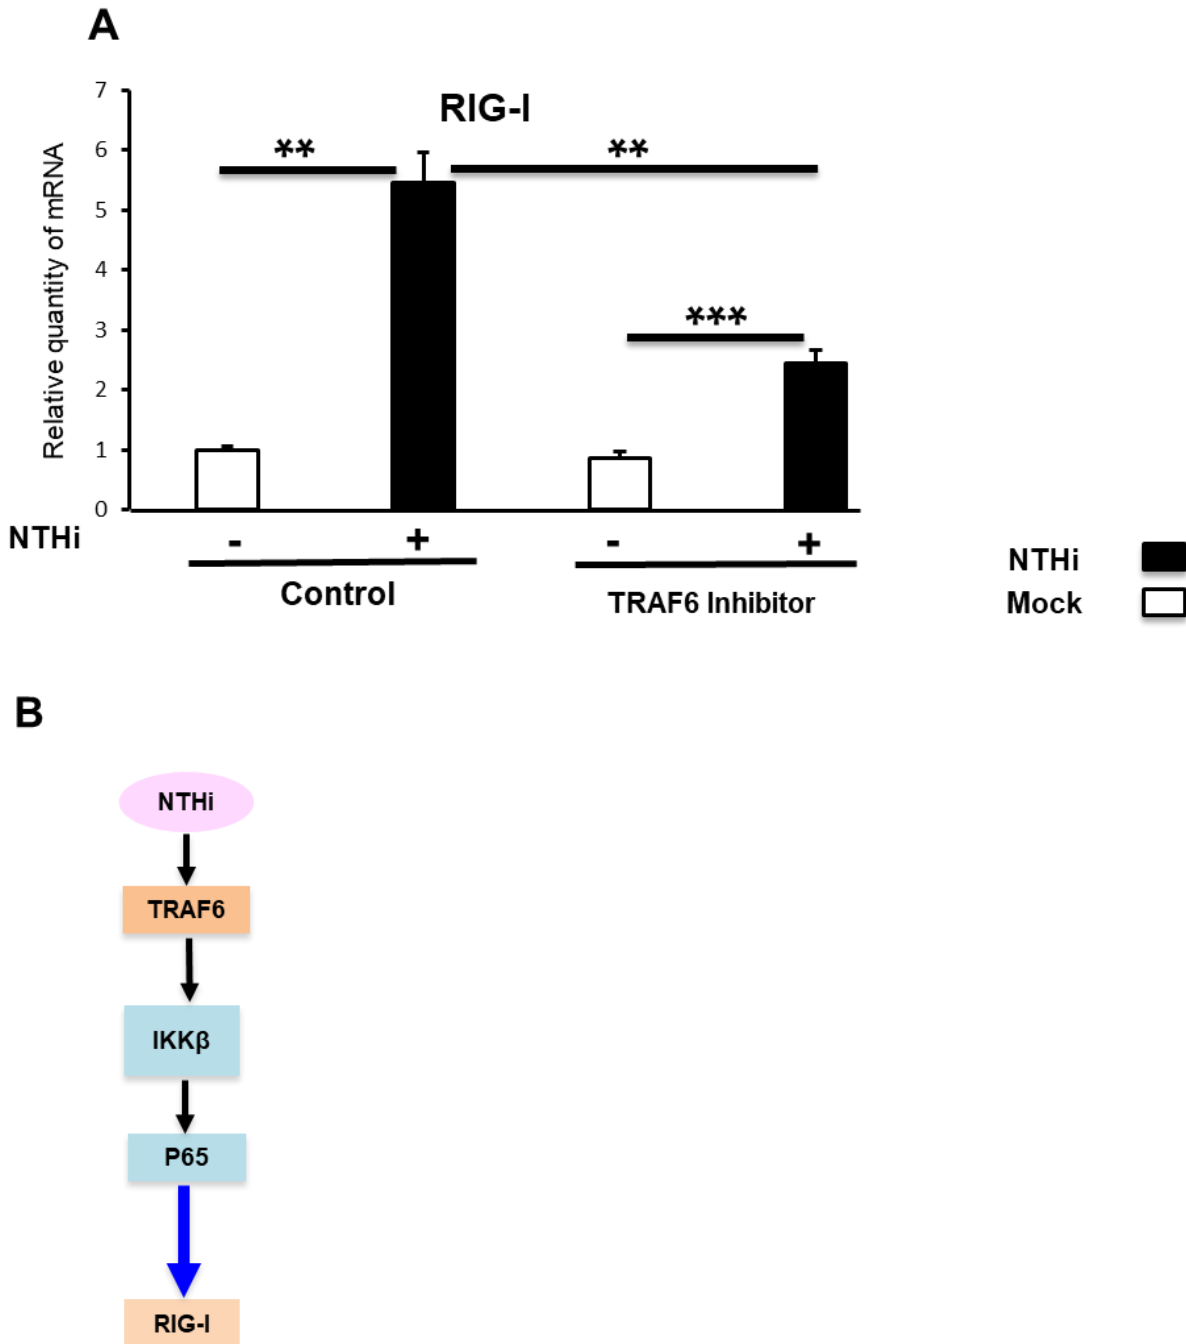 A
RIG-I
Relative quantity of mRNA
7
6
5
4
3
2
1
0
**
**
***
NTHi - + - +
Control
TRAF6 Inhibitor
NTHi
Mock
B
NTHi
TRAF6
IKKβ
P65
RIG-I